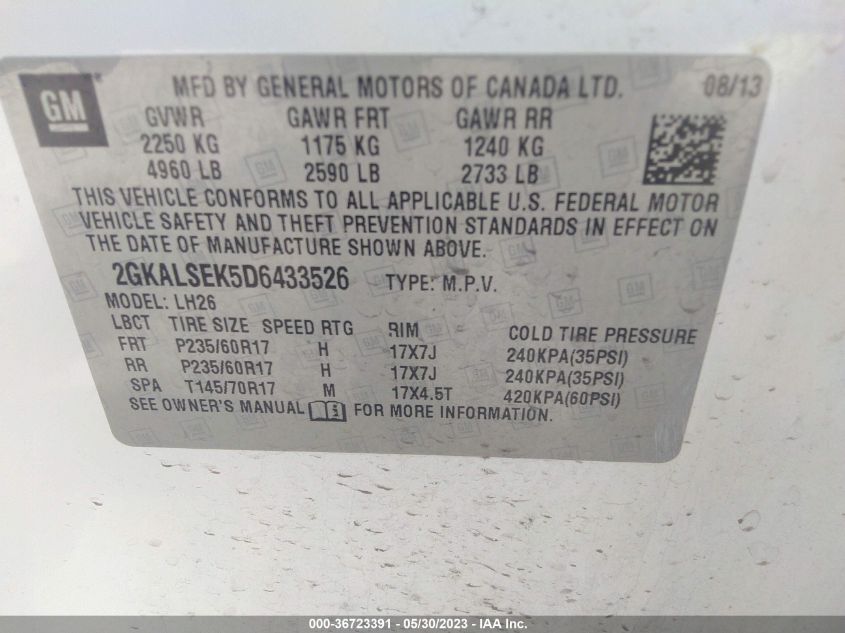 GM
MFD BY GENERAL MOTORS OF CANADA LTD. 08/13
GVWR GAWR FRT GAWR RR
2250 KG 1175 KG 1240 KG
4960 LB 2590 LB 2733 LB
THIS VEHICLE CONFORMS TO ALL APPLICABLE U.S. FEDERAL MOTOR
VEHICLE SAFETY AND THEFT PREVENTION STANDARDS IN EFFECT ON
THE DATE OF MANUFACTURE SHOWN ABOVE.
2GKALSEK5D6433526 TYPE: M.P.V.
MODEL: LH26
LBCT TIRE SIZE SPEED RTG RIM COLD TIRE PRESSURE
FRT P235/60R17 H 17X7J 240KPA(35PSI)
RR P235/60R17 H 17X7J 240KPA(35PSI)
SPA T145/70R17 M 17X4.5T 420KPA(60PSI)
SEE OWNER'S MANUAL FOR MORE INFORMATION.
000-36723391 - 05/30/2023 - IAA Inc.